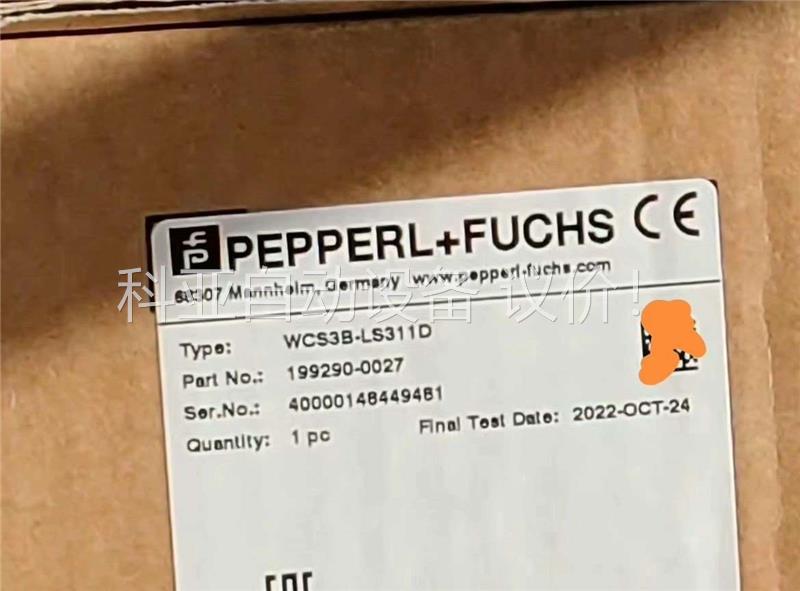 PEPPERL+FUCHS CE
68307 Mannheim, Germany www.pepperl-fuchs.com
科亚自动设备 议价!
Type: WCS3B-LS311D
Part No.: 199290-0027
Ser.No.: 40000148449481
Quantity: 1 pc Final Test Date: 2022-OCT-24